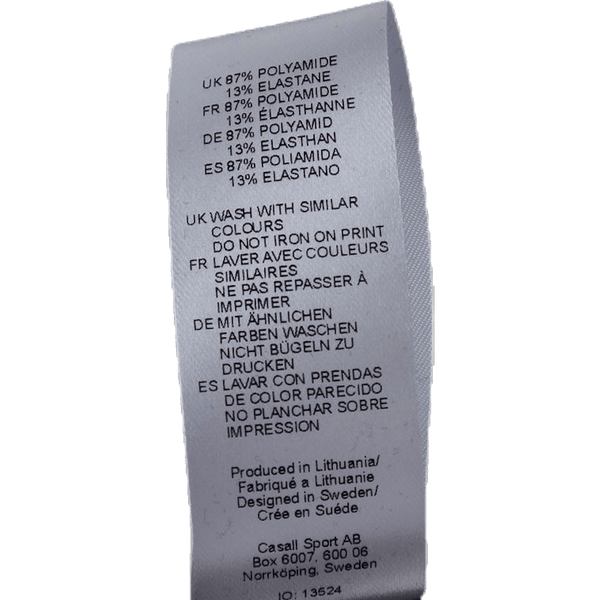 UK 87% POLYAMIDE
13% ELASTANE
FR 87% POLYAMIDE
13% ÉLASTHANNE
DE 87% POLYAMID
13% ELASTHAN
ES 87% POLIAMIDA
13% ELASTANO
UK WASH WITH SIMILAR
COLOURS
DO NOT IRON ON PRINT
FR LAVER AVEC COULEURS
SIMILAIRES
NE PAS REPASSER À
IMPRIMER
DE MIT ÄHNLICHEN
FARBEN WASCHEN
NICHT BÜGELN ZU
DRUCKEN
ES LAVAR CON PRENDAS
DE COLOR PARECIDO
NO PLANCHAR SOBRE
IMPRESSION
Produced in Lithuania/
Fabriqué a Lithuanie
Designed in Sweden/
Crée en Suéde
Casall Sport AB
Box 6007, 600 06
Norrköping, Sweden
IO: 13524